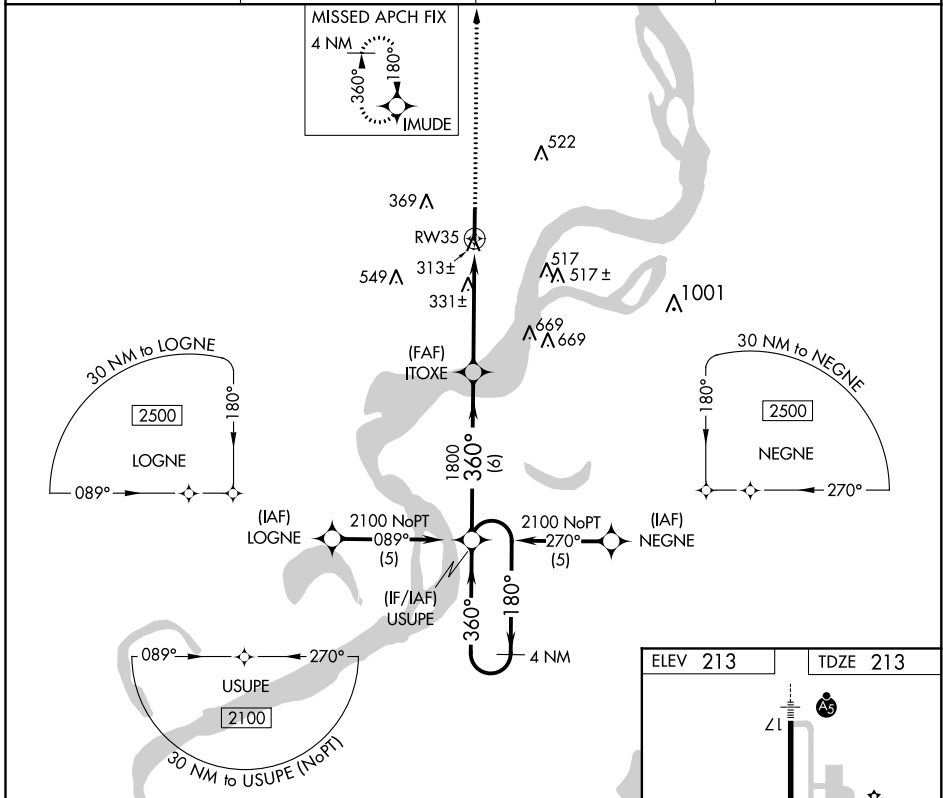 MISSED APCH FIX
4 NM
360°
180°
IMUDE
522
369
RW35
313±
549
331±
517
517 ±
1001
669
669
(FAF)
ITOXE
30 NM to LOGNE
2500
180°
LOGNE
089°
30 NM to NEGNE
180°
2500
NEGNE
270°
1800
360°
(6)
(IAF)
LOGNE
2100 NoPT
089°
(5)
2100 NoPT
270°
(5)
(IAF)
NEGNE
(IF/IAF)
USUPE
360°
180°
4 NM
089°
270°
USUPE
2100
30 NM to USUPE (NoPT)
ELEV 213
TDZE 213
17
A5